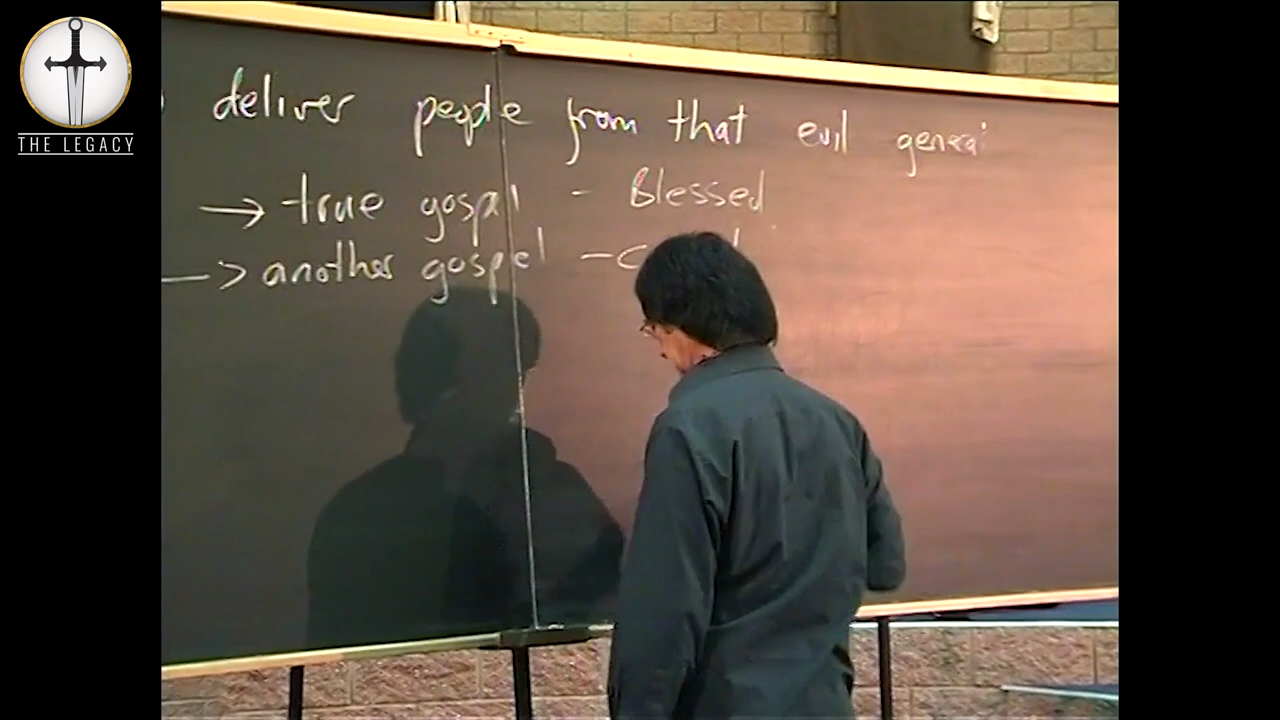 THE LEGACY
deliver people from that evil
→ true gospel - Blessed
—> another gospel -